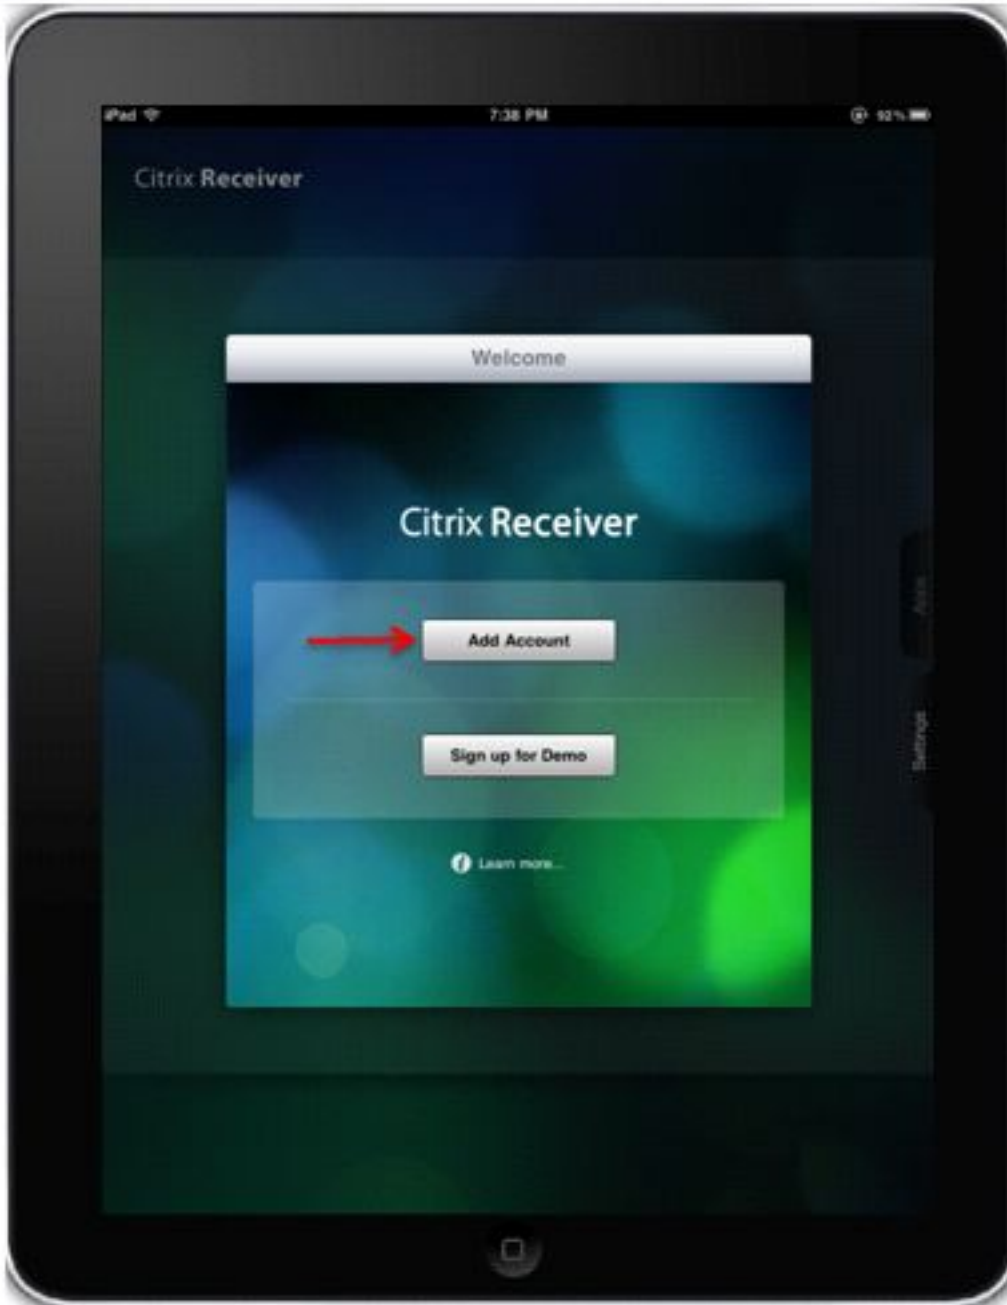 iPad
7:38 PM
92%
Citrix Receiver
Welcome
Citrix Receiver
Add Account
Sign up for Demo
Learn more...
Apps
Settings